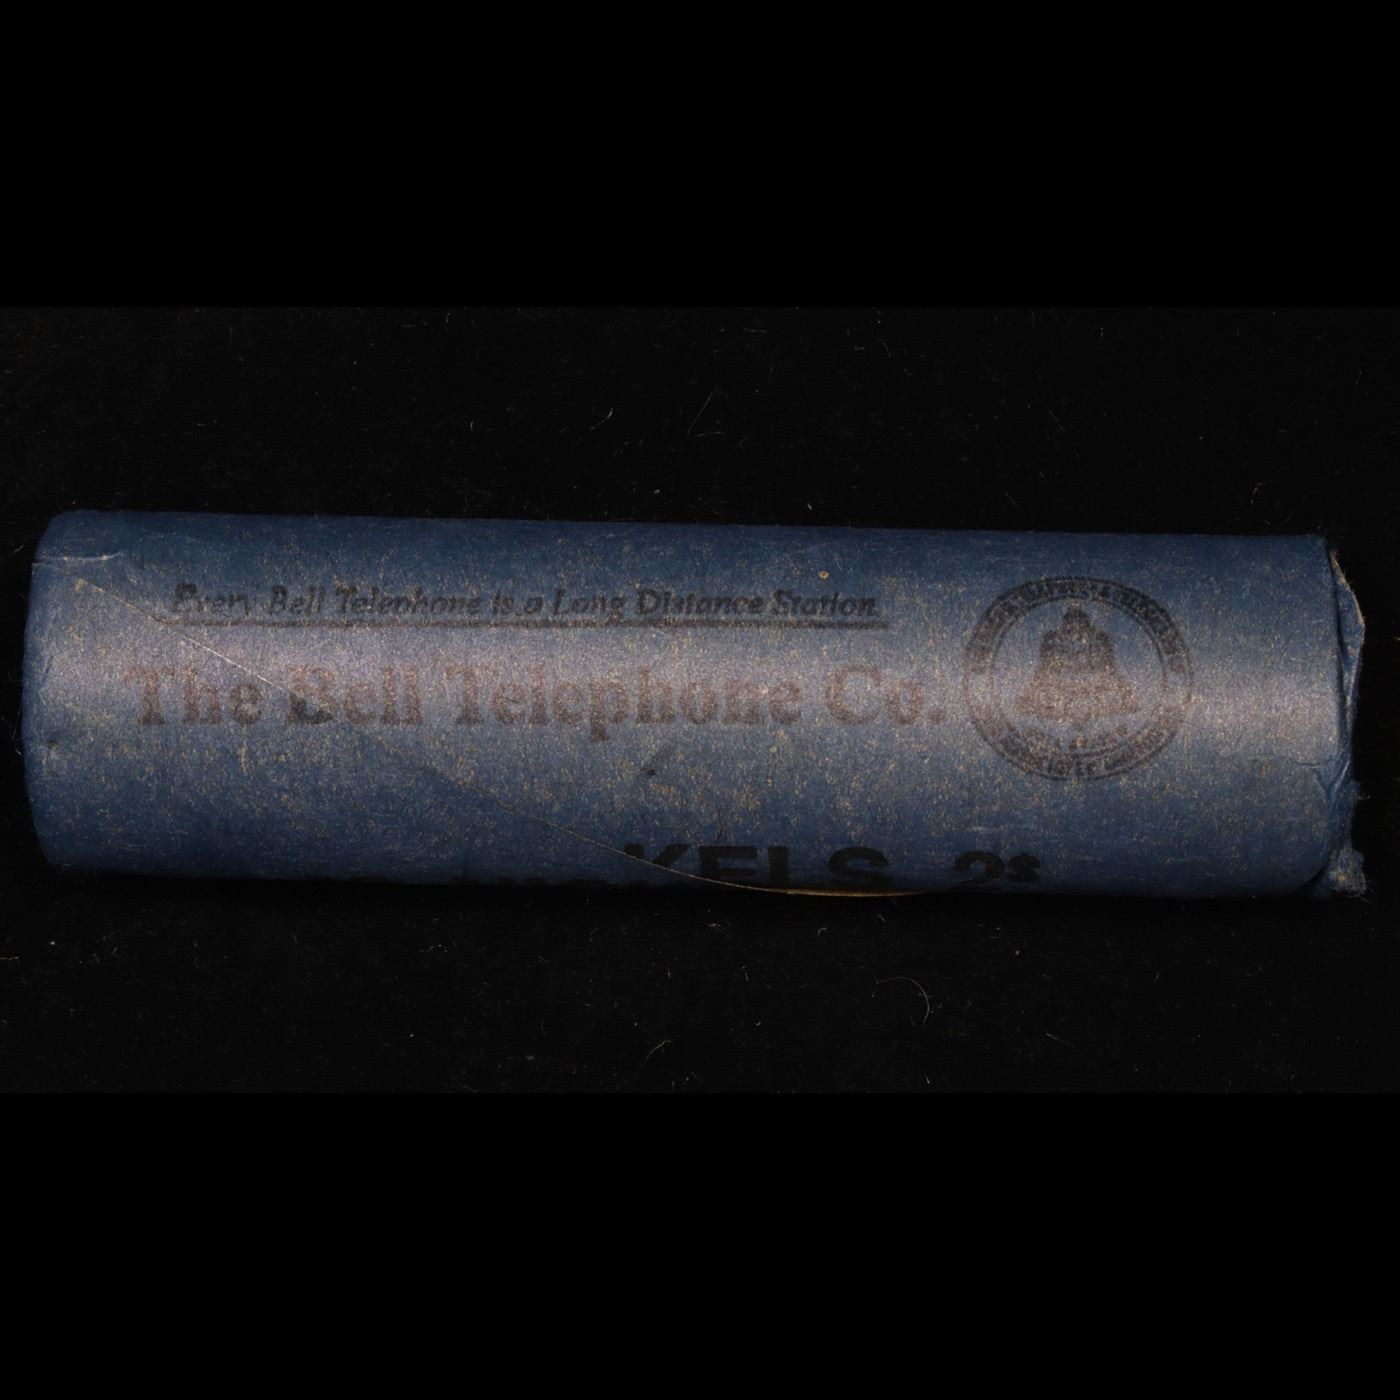 Every Bell Telephone is a Long Distance Station
The Bell Telephone Co.
KELS 2$